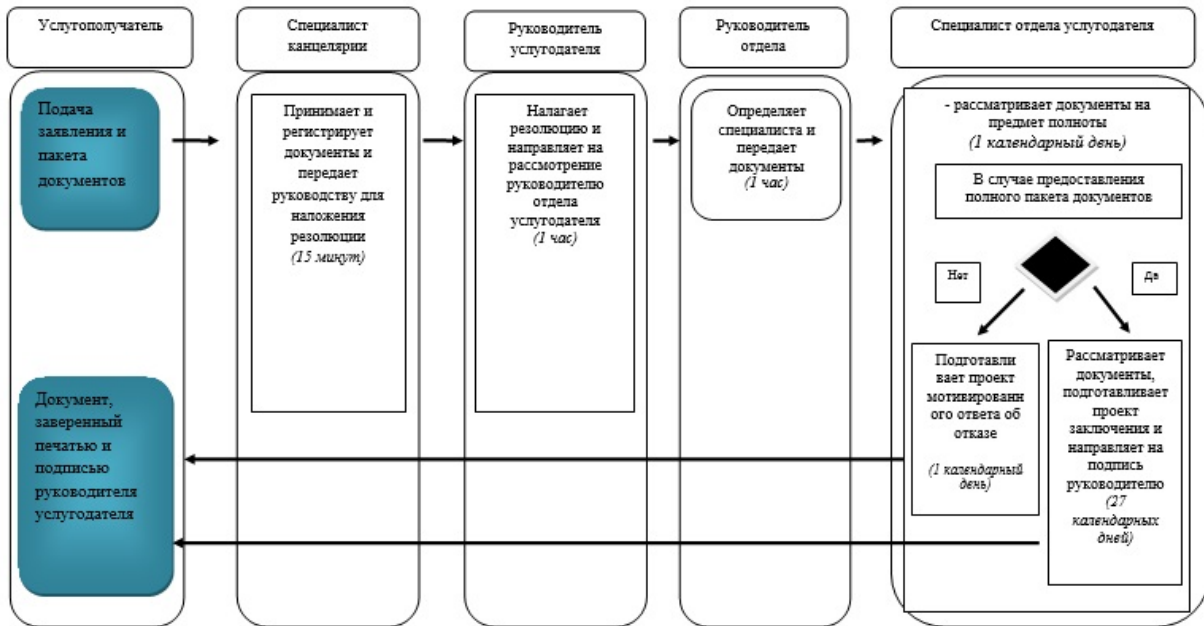 Услугополучатель
Специалист
канцелярии
Руководитель
услугодателя
Руководитель
отдела
Специалист отдела услугодателя
Подача
заявления и
пакета
документов
Принимает и
регистрирует
документы и
передает
руководству для
наложения
резолюции
(15 минут)
Налагает
резолюцию и
направляет на
рассмотрение
руководителю
отдела
услугодателя
(1 час)
Определяет
специалиста и
передает
документы
(1 час)
- рассматривает документы на
предмет полноты
(1 календарный день)
В случае предоставления
полного пакета документов
Нет
Да
Подготавли
вает проект
мотивированн
ого ответа об
отказе
(1 календарный
день)
Рассматривает
документы,
подготавливает
проект
заключения и
направляет на
подпись
руководителю
(27
календарных
дней)
Документ,
заверенный
печатью и
подписью
руководителя
услугодателя